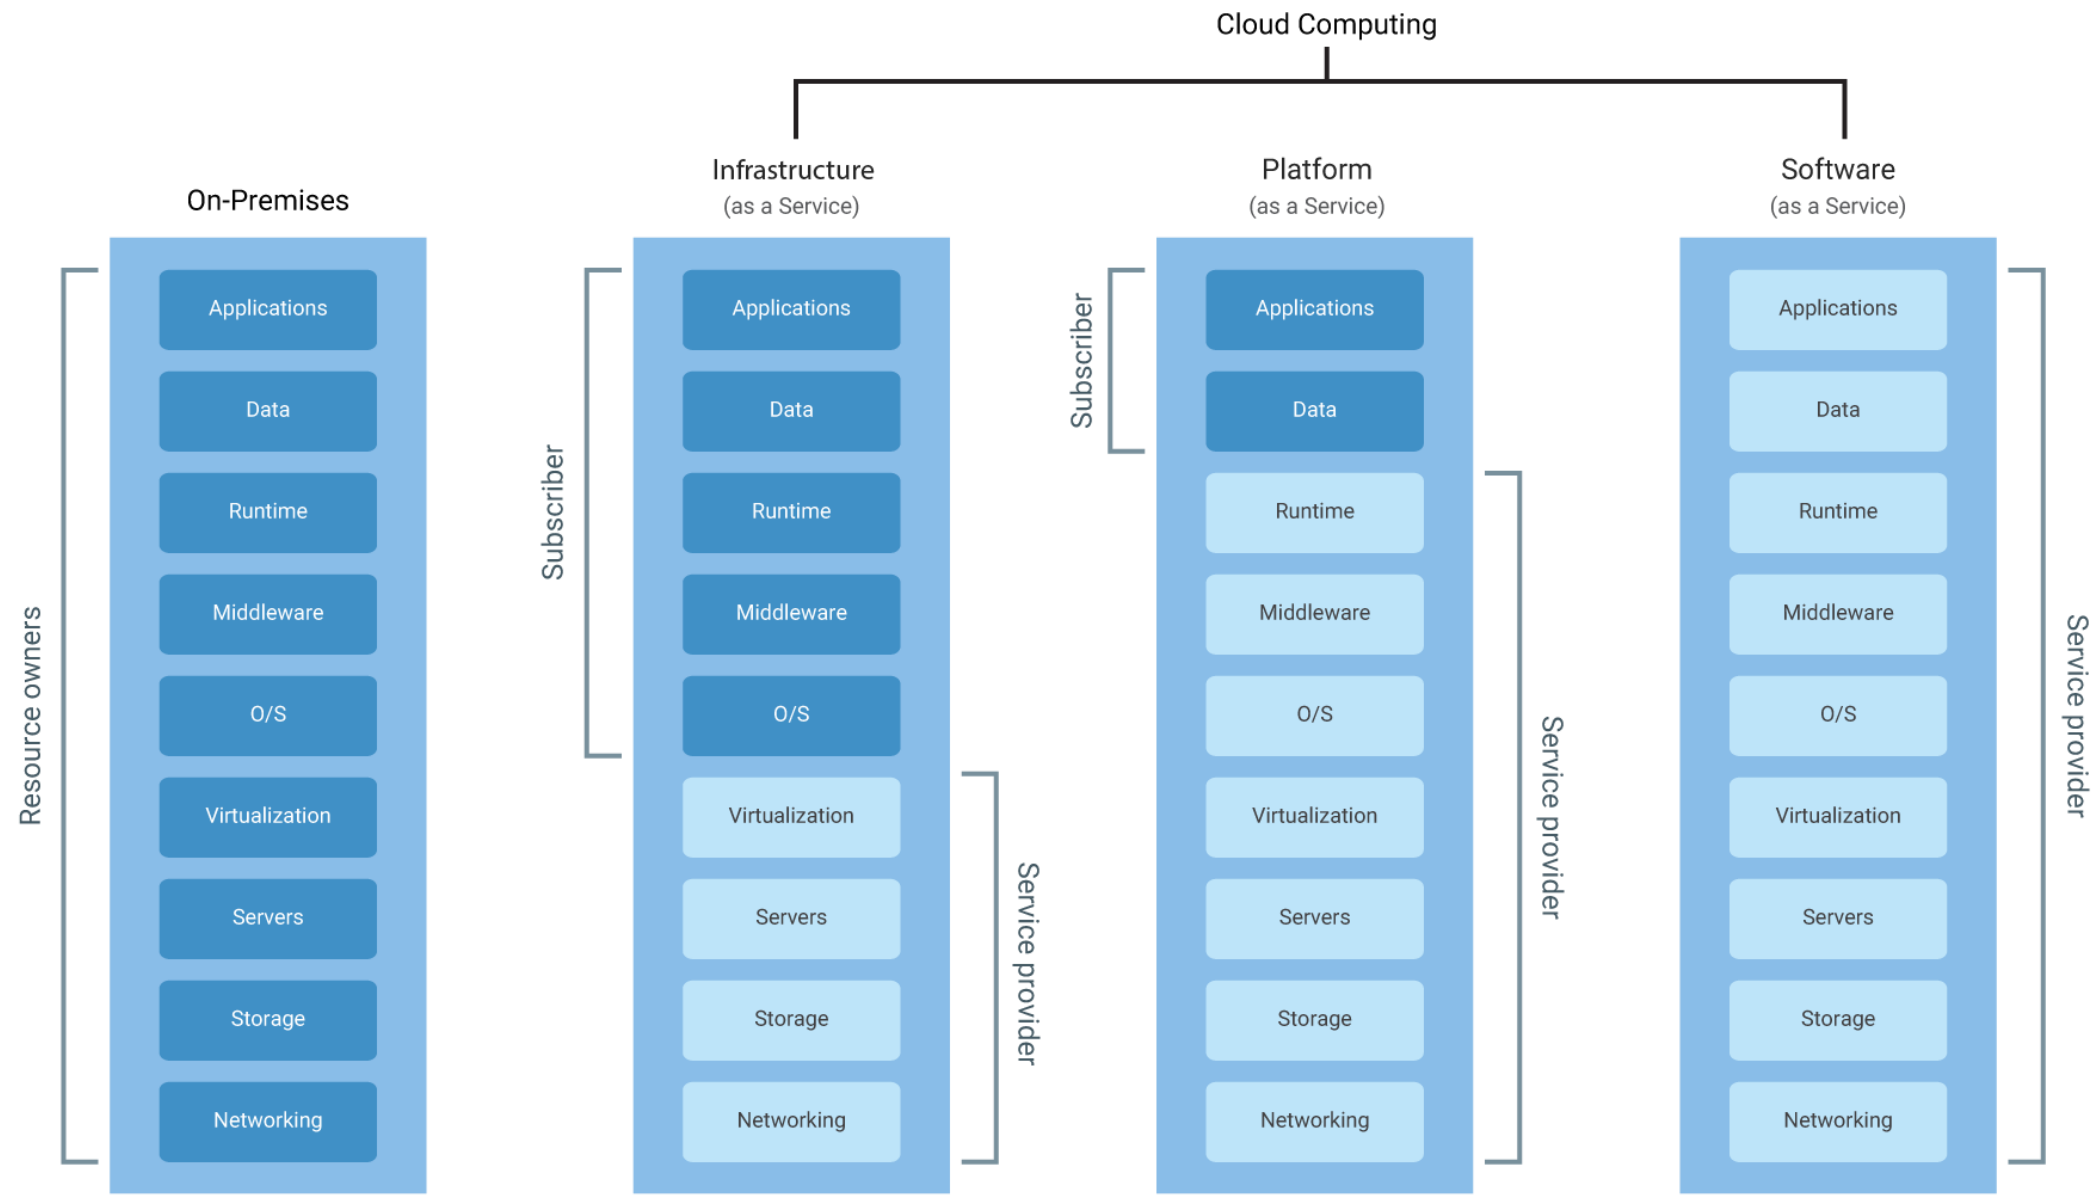 Cloud Computing
On-Premises
Resource owners
Applications
Data
Runtime
Middleware
O/S
Virtualization
Servers
Storage
Networking
Infrastructure
(as a Service)
Subscriber
Applications
Data
Runtime
Middleware
O/S
Virtualization
Servers
Storage
Networking
Service provider
Platform
(as a Service)
Subscriber
Applications
Data
Runtime
Middleware
O/S
Virtualization
Servers
Storage
Networking
Service provider
Software
(as a Service)
Applications
Data
Runtime
Middleware
O/S
Virtualization
Servers
Storage
Networking
Service provider